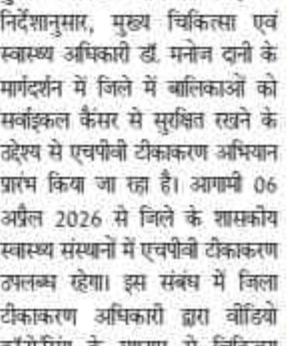 निर्देशानुसार, मुख्य चिकित्सा एवं
स्वास्थ्य अधिकारी डॉ. मनोज दानी के
मार्गदर्शन में जिले में बालिकाओं को
सर्वाइकल कैंसर से सुरक्षित रखने के
उद्देश्य से एचपीवी टीकाकरण अभियान
प्रारंभ किया जा रहा है। आगामी 06
अप्रैल 2026 से जिले के शासकीय
स्वास्थ्य संस्थानों में एचपीवी टीकाकरण
उपलब्ध रहेगा। इस संबंध में जिला
टीकाकरण अधिकारी द्वारा वीडियो